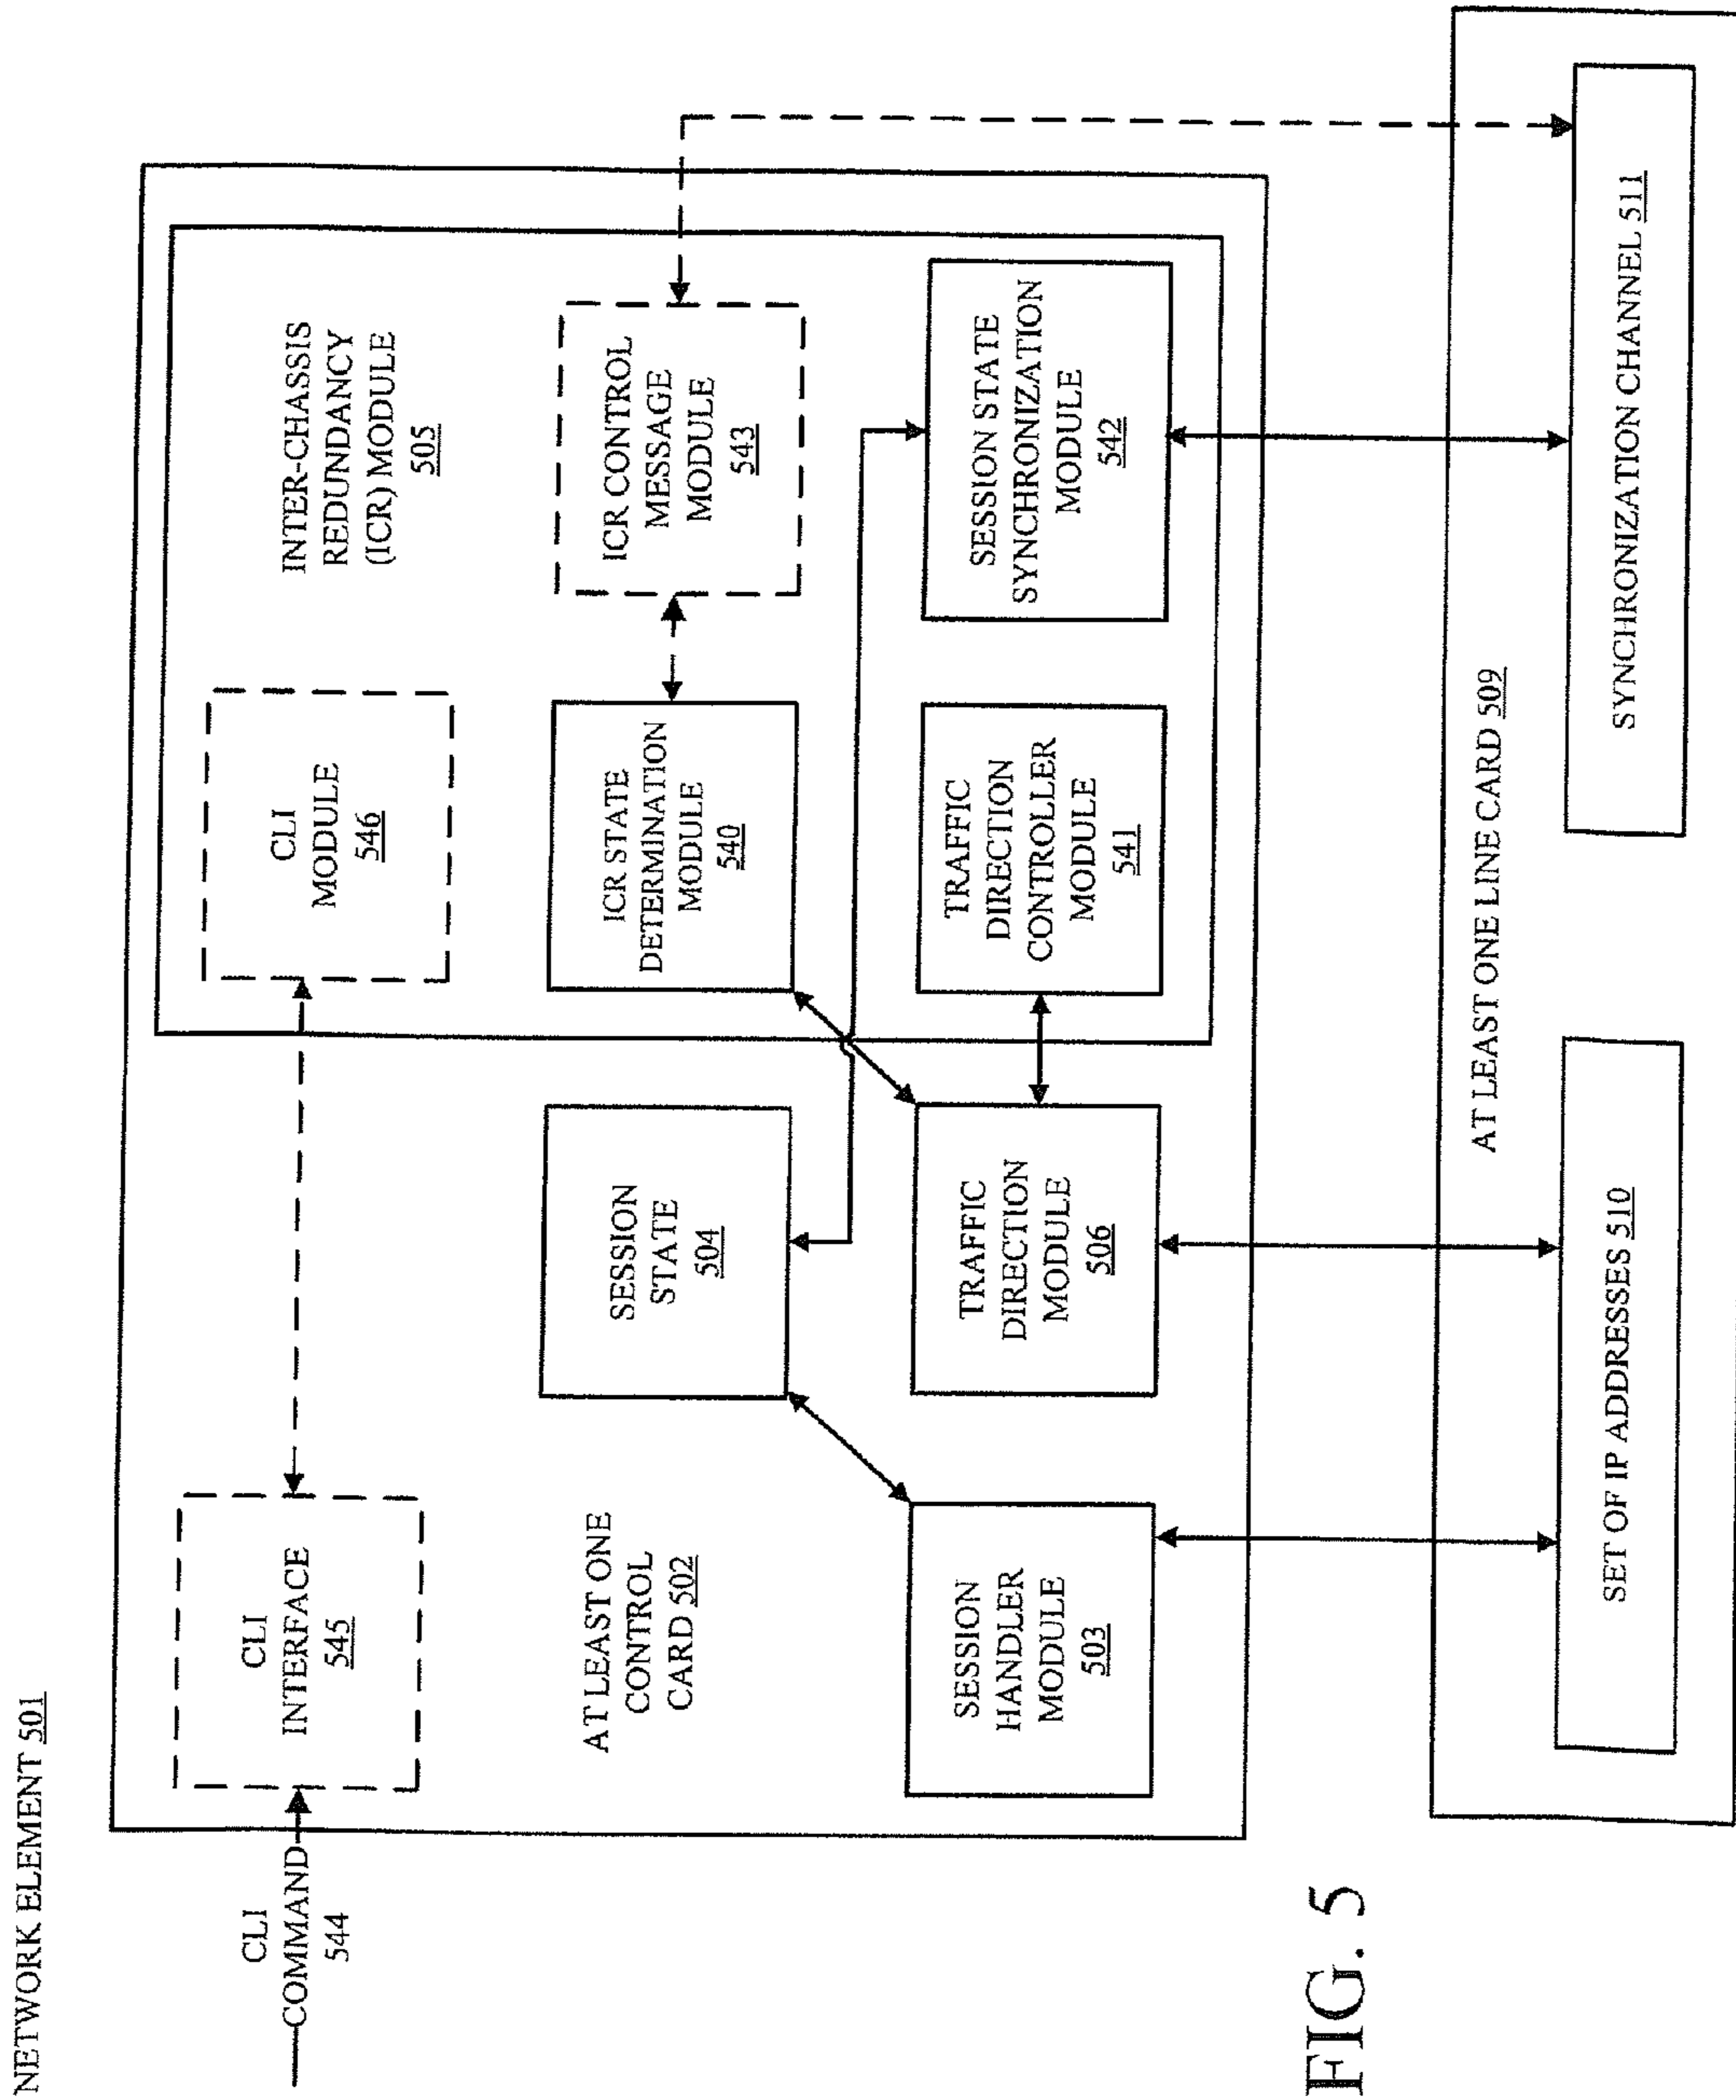 NETWORK ELEMENT 501
CLI
COMMAND
544
CLI
INTERFACE
545
CLI
MODULE
546
INTER-CHASSIS
REDUNDANCY
(ICR) MODULE
505
AT LEAST ONE
CONTROL
CARD 502
SESSION
STATE
504
ICR STATE
DETERMINATION
MODULE
540
ICR CONTROL
MESSAGE
MODULE
543
SESSION
HANDLER
MODULE
503
TRAFFIC
DIRECTION
MODULE
506
TRAFFIC
DIRECTION
CONTROLLER
MODULE
541
SESSION STATE
SYNCHRONIZATION
MODULE
542
AT LEAST ONE LINE CARD 509
SET OF IP ADDRESSES 510
SYNCHRONIZATION CHANNEL 511
FIG. 5